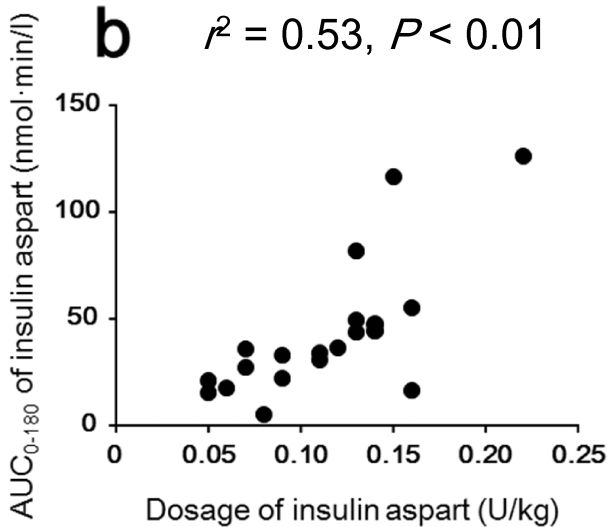 b
r² = 0.53, P < 0.01
AUC₀₋₁₈₀ of insulin aspart (nmol·min/l)
150
100
50
0
0 0.05 0.10 0.15 0.20 0.25
Dosage of insulin aspart (U/kg)